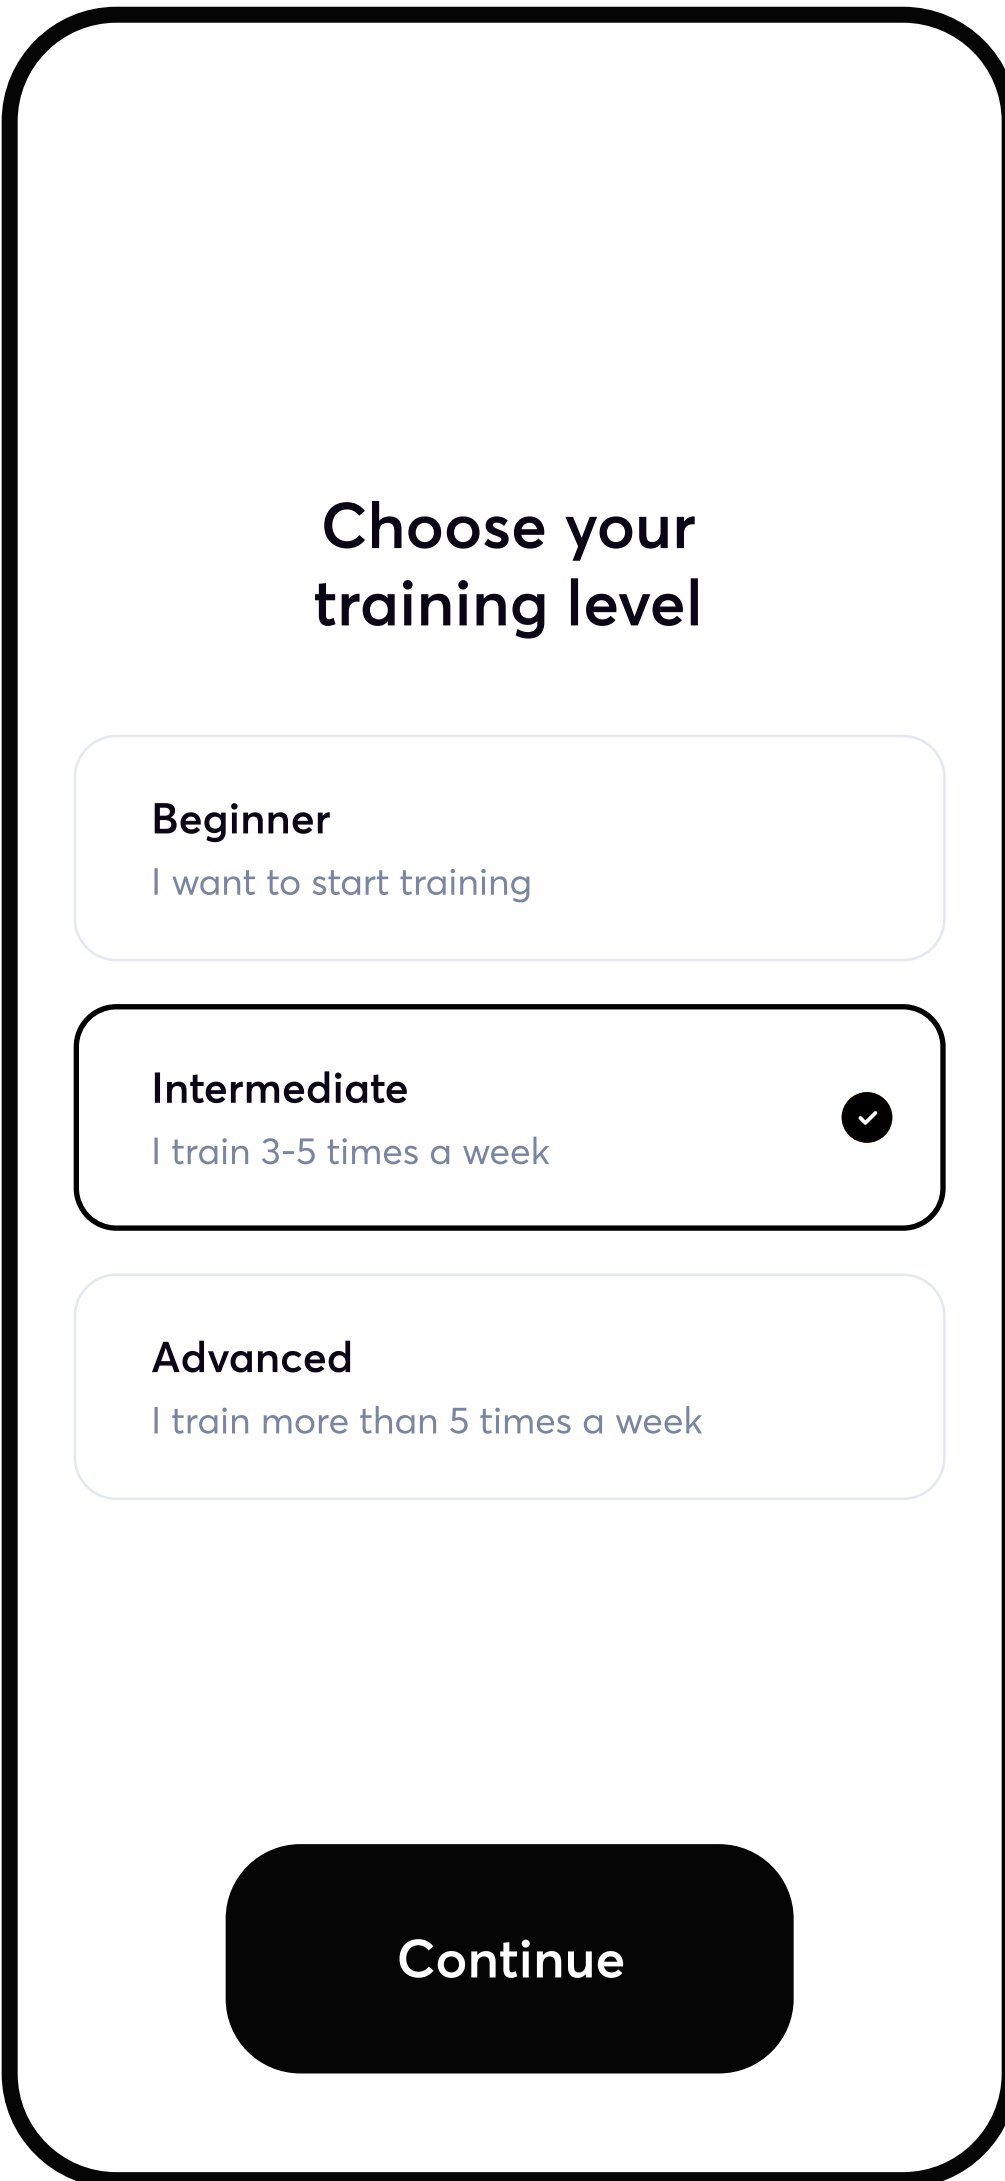 Choose your
training level
Beginner
I want to start training
Intermediate
I train 3-5 times a week
Advanced
I train more than 5 times a week
Continue